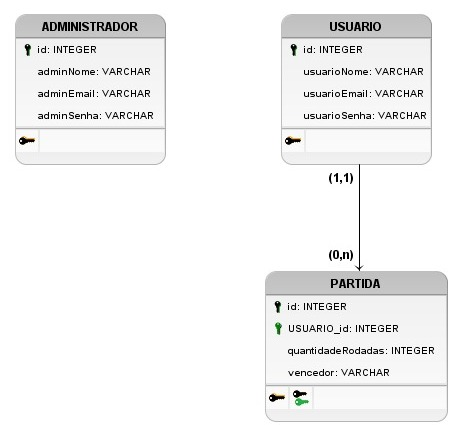 ADMINISTRADOR
id: INTEGER
adminNome: VARCHAR
adminEmail: VARCHAR
adminSenha: VARCHAR
USUARIO
id: INTEGER
usuarioNome: VARCHAR
usuarioEmail: VARCHAR
usuarioSenha: VARCHAR
(1,1)
(0,n)
PARTIDA
id: INTEGER
USUARIO_id: INTEGER
quantidadeRodadas: INTEGER
vencedor: VARCHAR